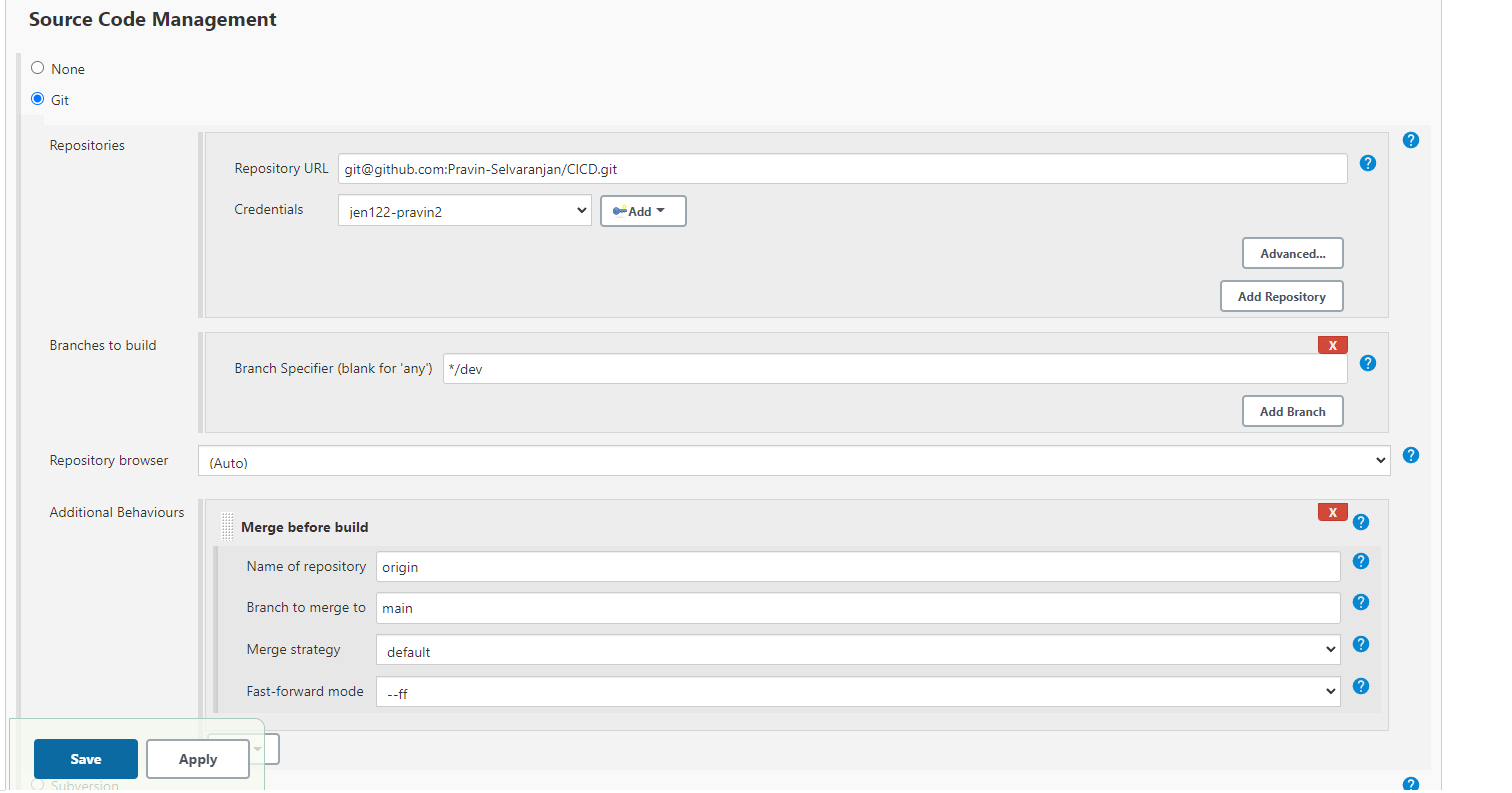 Source Code Management
None
Git
Repositories
Repository URL git@github.com:Pravin-Selvaranjan/CICD.git
Credentials jen122-pravin2 Add
Advanced...
Add Repository
Branches to build
X
Branch Specifier (blank for 'any') */dev
Add Branch
Repository browser (Auto)
Additional Behaviours
X
Merge before build
Name of repository origin
Branch to merge to main
Merge strategy default
Fast-forward mode --ff
Save Apply
Subversion